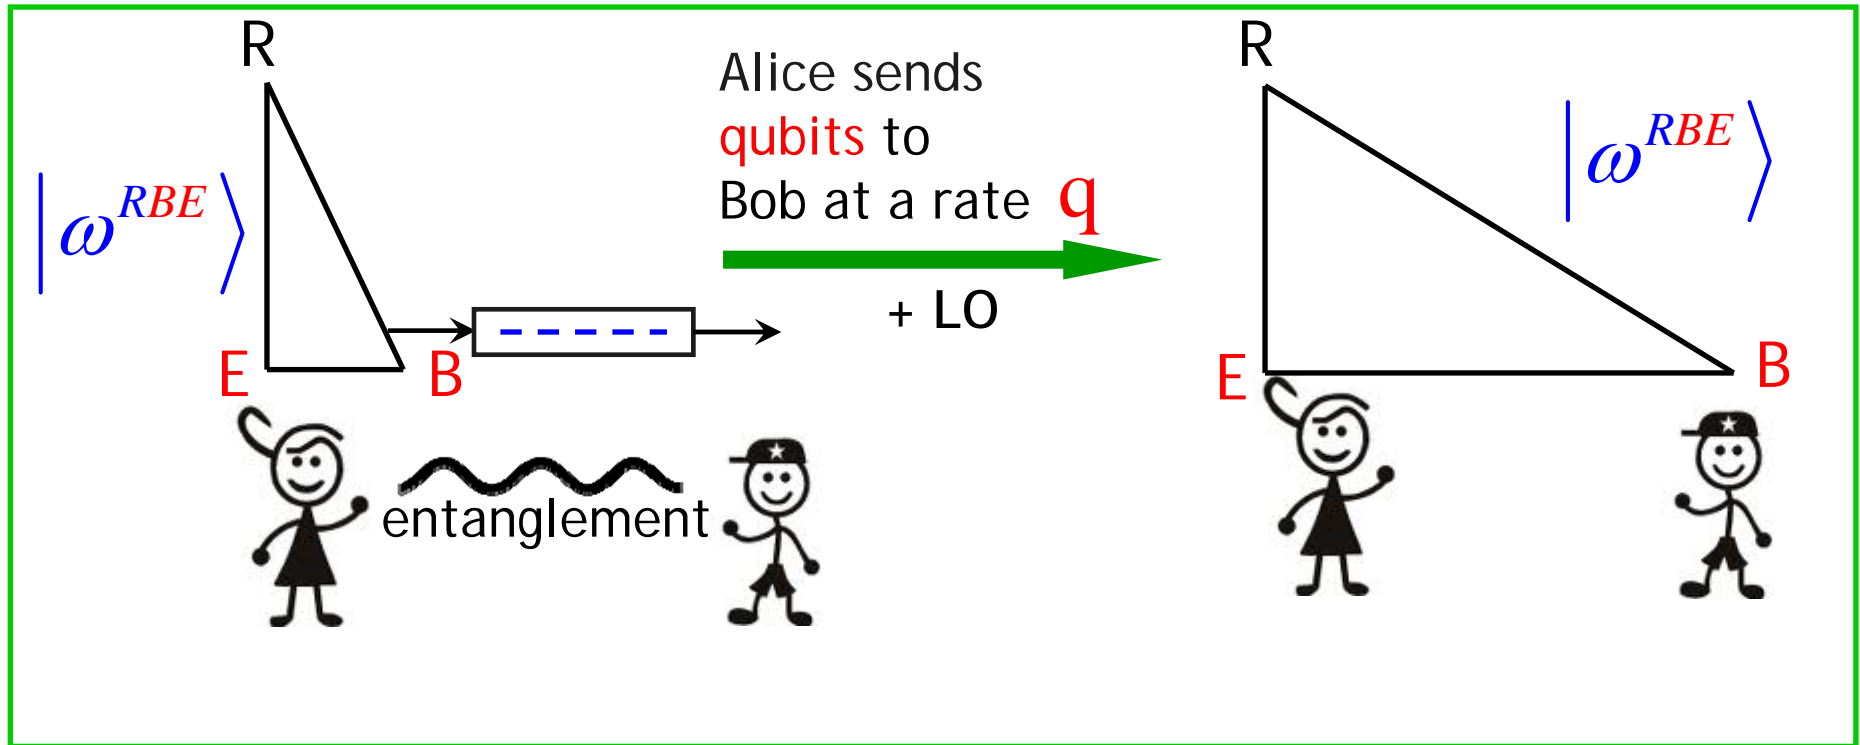 R
|ω^{RBE}⟩
E
B
entanglement
Alice sends
qubits to
Bob at a rate q
+ LO
R
|ω^{RBE}⟩
E
B